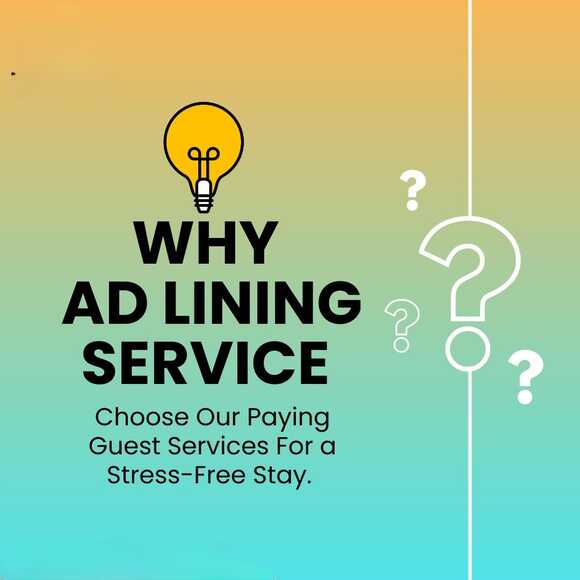 WHY
AD LINING
SERVICE
Choose Our Paying
Guest Services For a
Stress-Free Stay.
?
?
?
?